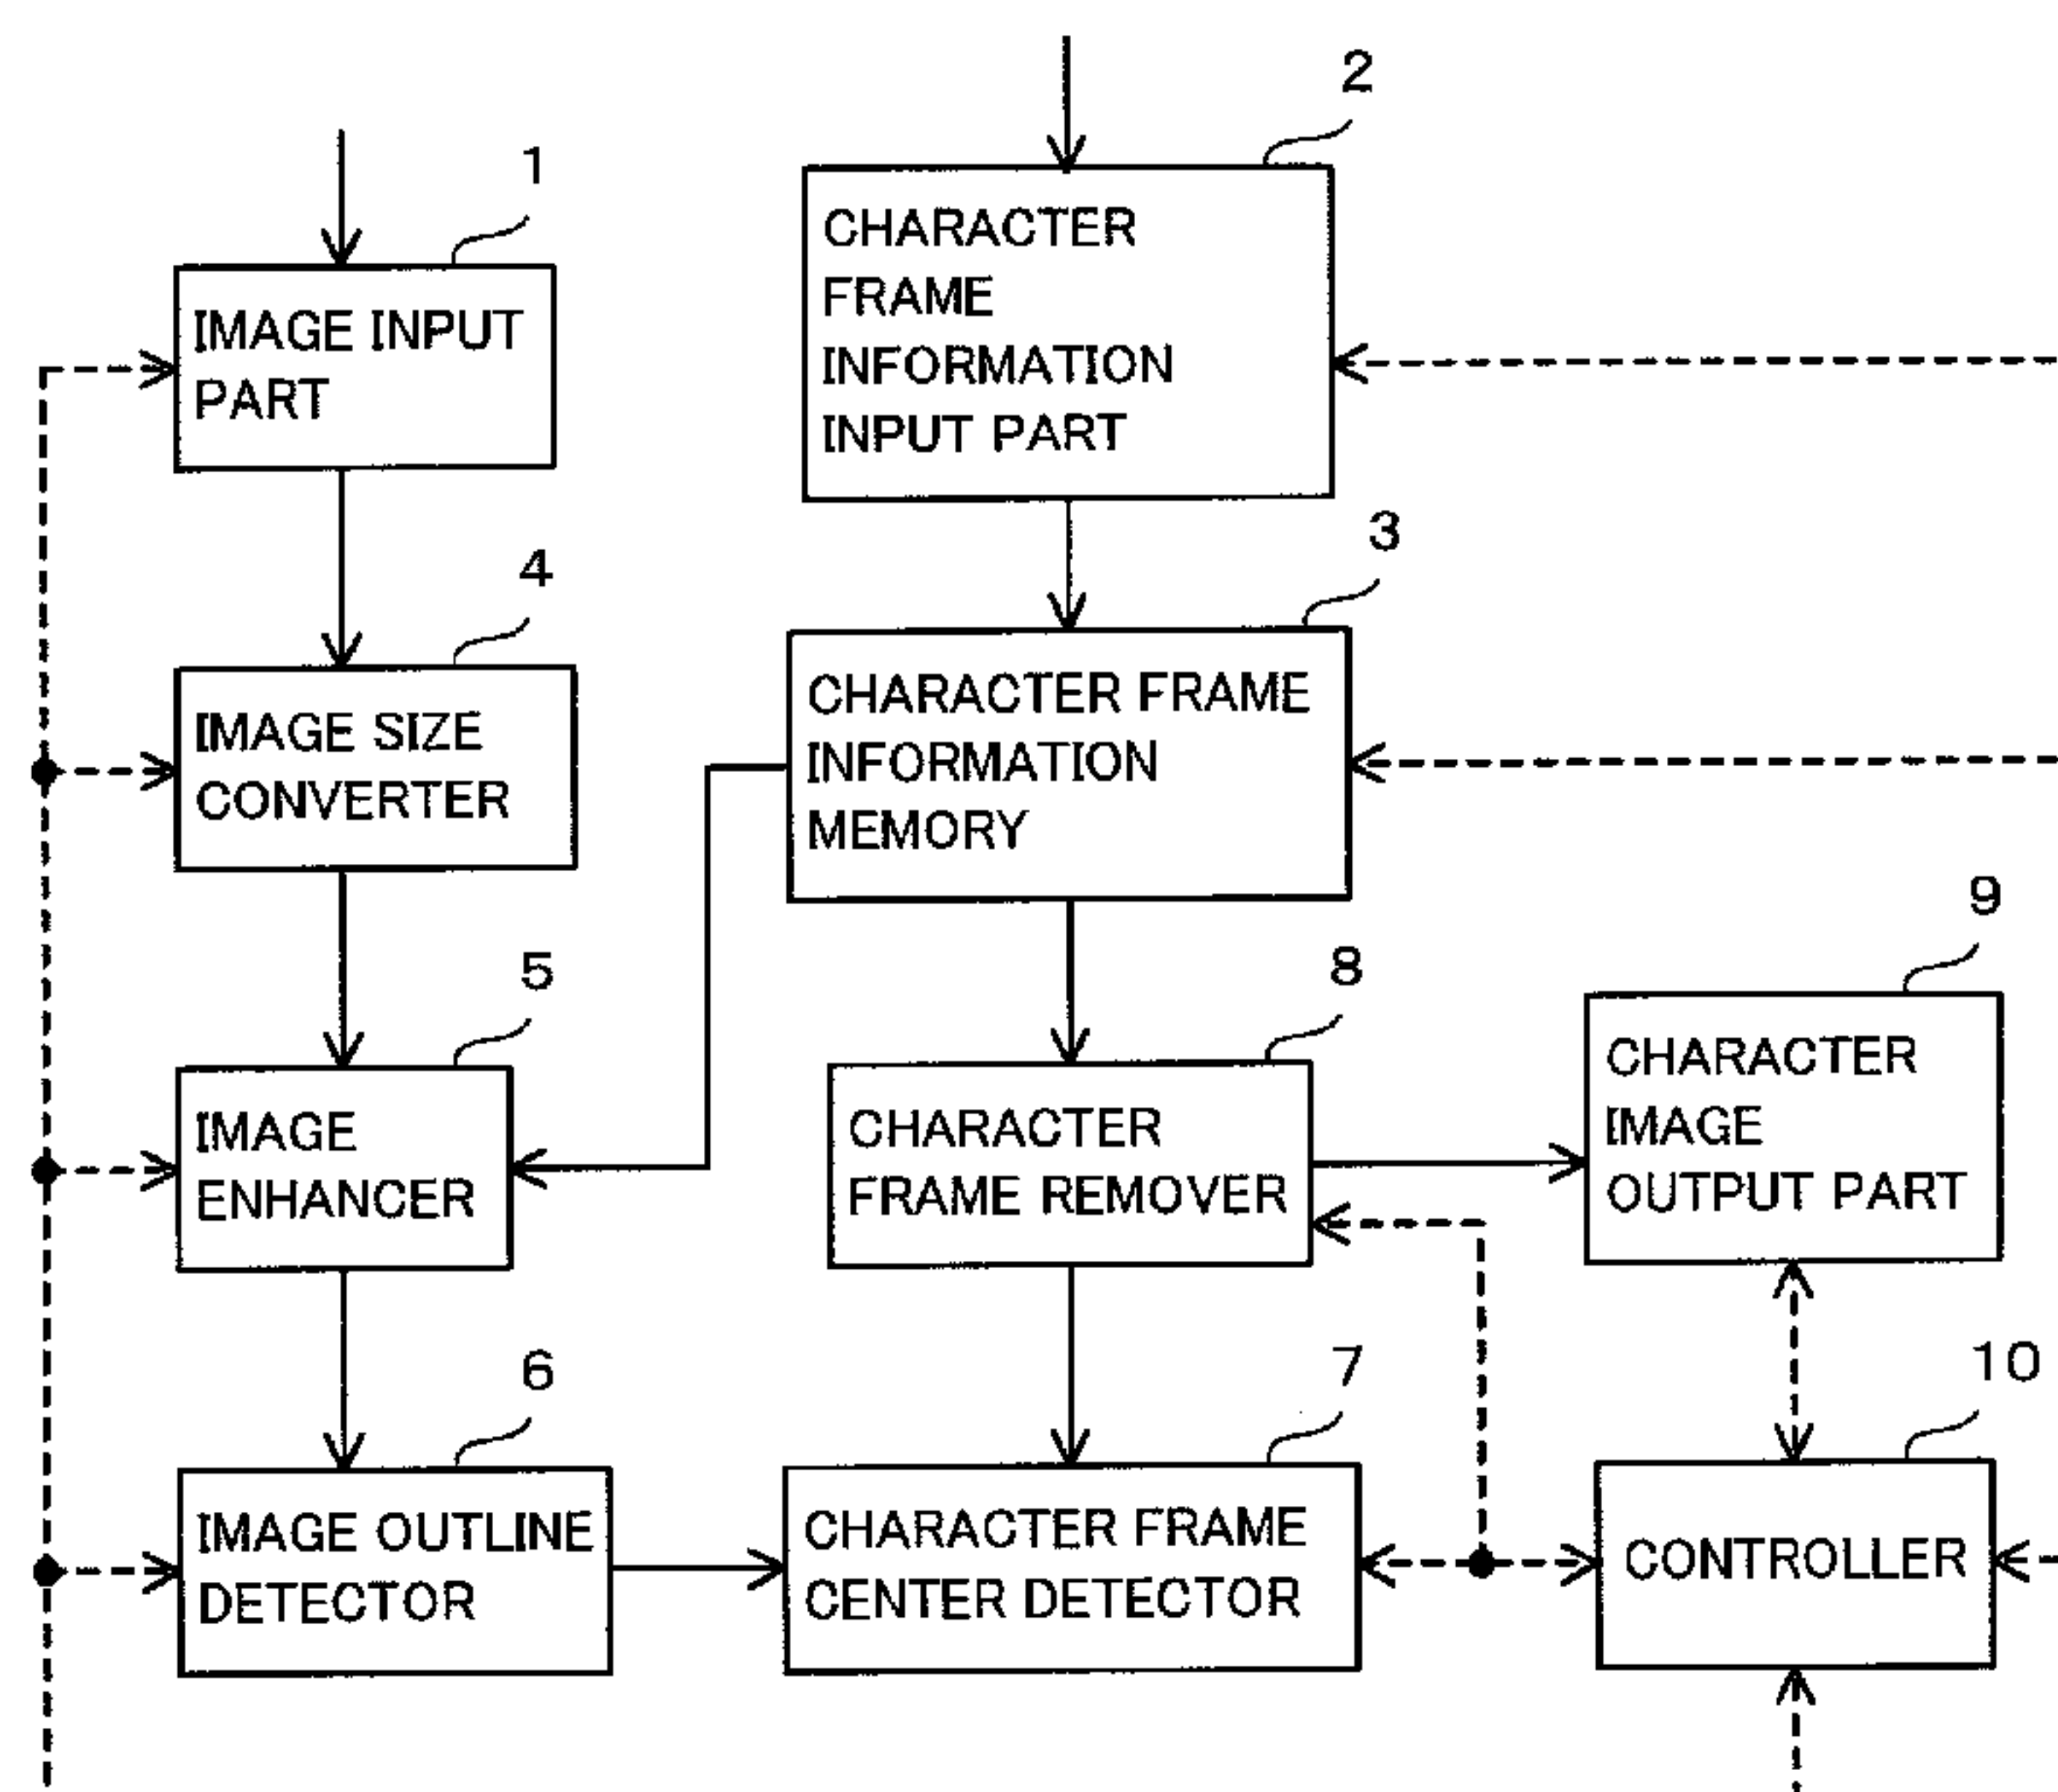 1
IMAGE INPUT
PART
2
CHARACTER
FRAME
INFORMATION
INPUT PART
3
CHARACTER FRAME
INFORMATION
MEMORY
4
IMAGE SIZE
CONVERTER
5
IMAGE
ENHANCER
8
CHARACTER
FRAME REMOVER
9
CHARACTER
IMAGE
OUTPUT PART
6
IMAGE OUTLINE
DETECTOR
7
CHARACTER FRAME
CENTER DETECTOR
10
CONTROLLER